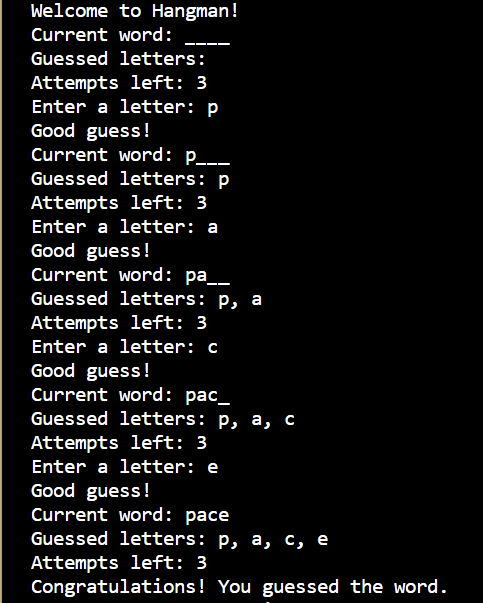 Welcome to Hangman!
Current word: ____
Guessed letters:
Attempts left: 3
Enter a letter: p
Good guess!
Current word: p___
Guessed letters: p
Attempts left: 3
Enter a letter: a
Good guess!
Current word: pa__
Guessed letters: p, a
Attempts left: 3
Enter a letter: c
Good guess!
Current word: pac_
Guessed letters: p, a, c
Attempts left: 3
Enter a letter: e
Good guess!
Current word: pace
Guessed letters: p, a, c, e
Attempts left: 3
Congratulations! You guessed the word.